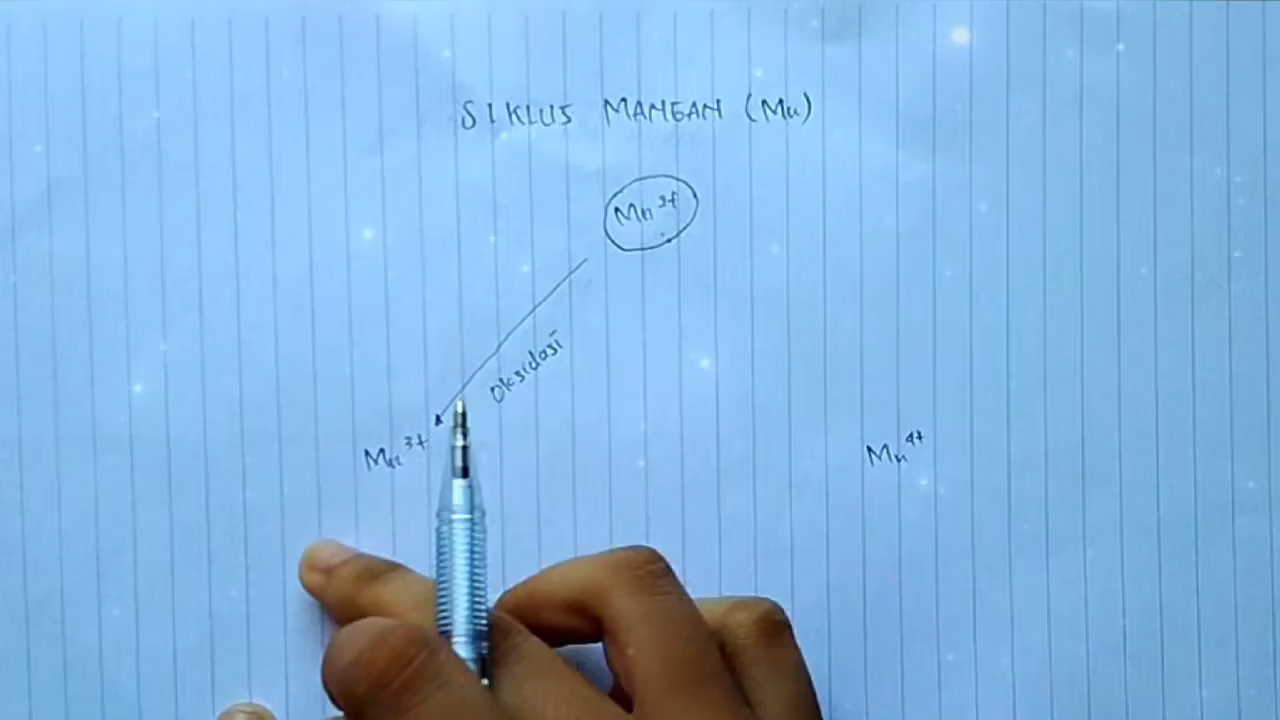 SIKLUS MANGAN (Mn)
Mn²⁺
Oksidasi
Mn³⁺
Mn⁴⁺